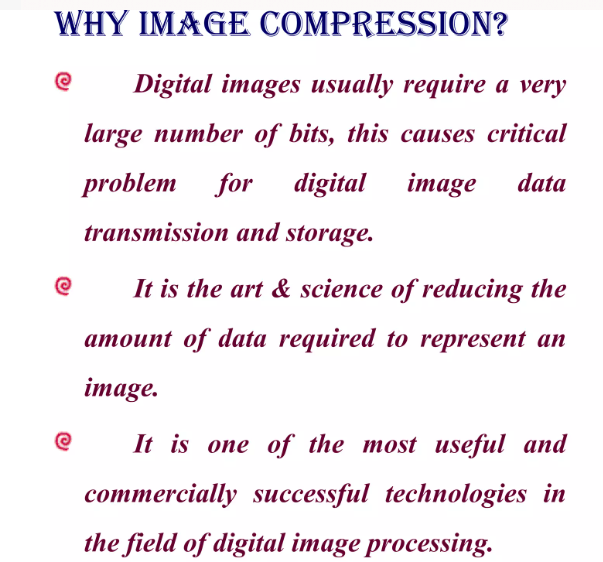 WHY IMAGE COMPRESSION?
Digital images usually require a very
large number of bits, this causes critical
problem for digital image data
transmission and storage.
It is the art & science of reducing the
amount of data required to represent an
image.
It is one of the most useful and
commercially successful technologies in
the field of digital image processing.